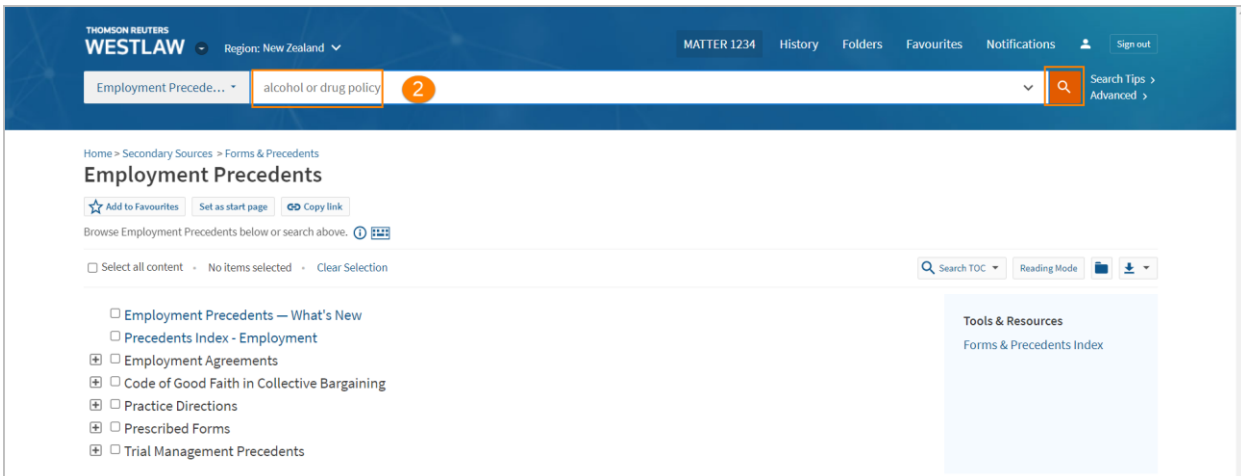 THOMSON REUTERS
WESTLAW Region: New Zealand MATTER 1234 History Folders Favourites Notifications Sign out
Employment Precede... alcohol or drug policy 2 Search Tips >
Advanced >
Home > Secondary Sources > Forms & Precedents
Employment Precedents
Add to Favourites Set as start page Copy link
Browse Employment Precedents below or search above.
Select all content • No items selected • Clear Selection Search TOC Reading Mode
Employment Precedents — What's New
Precedents Index - Employment
Employment Agreements
Code of Good Faith in Collective Bargaining
Practice Directions
Prescribed Forms
Trial Management Precedents
Tools & Resources
Forms & Precedents Index